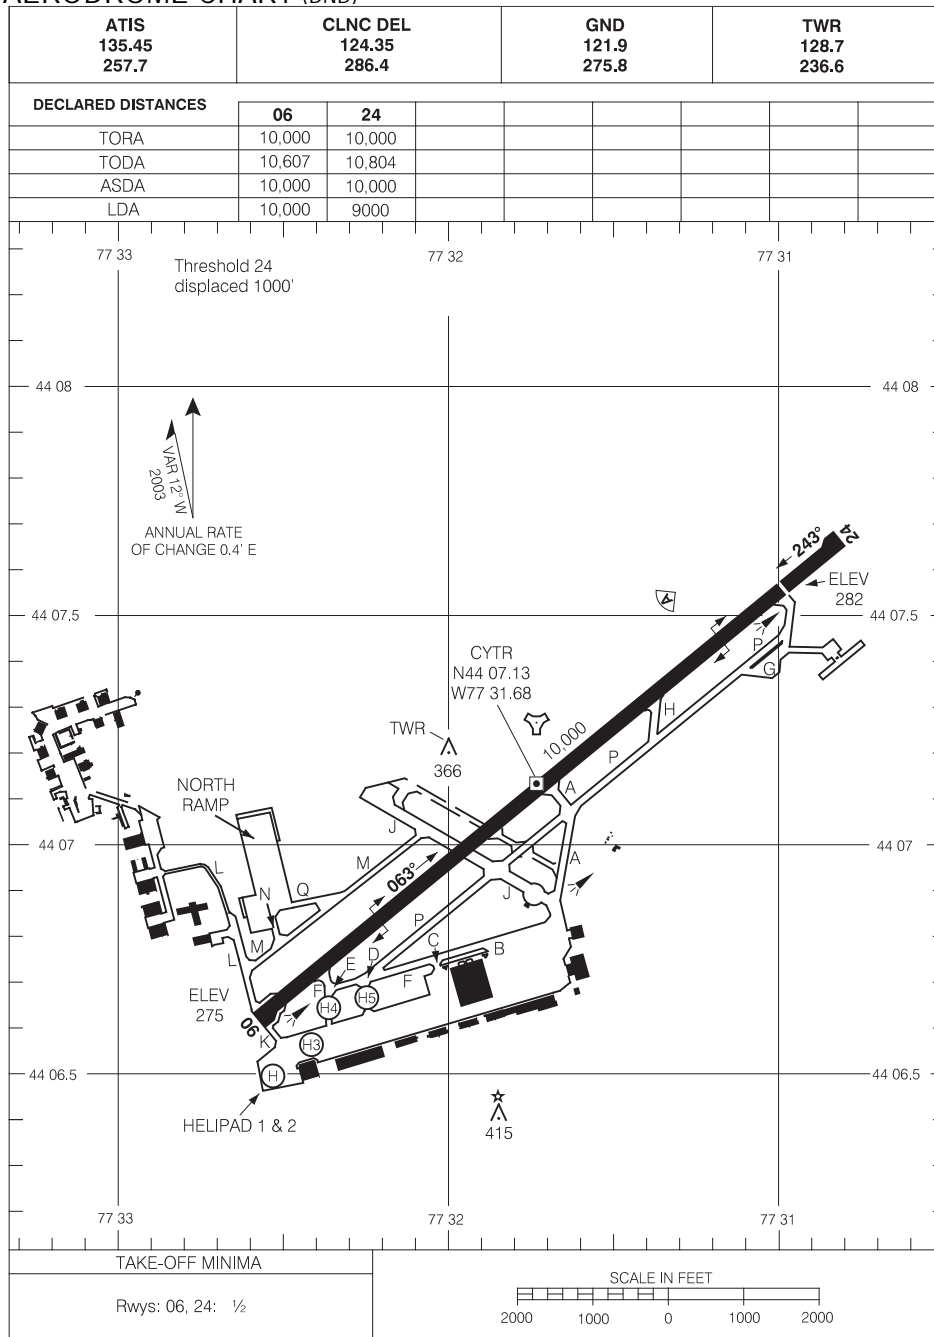 AERODROME CHART (DND)
ATIS CLNC DEL GND TWR
135.45 124.35 121.9 128.7
257.7 286.4 275.8 236.6
DECLARED DISTANCES 06 24
TORA 10,000 10,000
TODA 10,607 10,804
ASDA 10,000 10,000
LDA 10,000 9000
77 33 77 32 77 31
Threshold 24
displaced 1000'
44 08 44 08
VAR 12° W
2003
ANNUAL RATE
OF CHANGE 0.4' E
24
243°
ELEV
282
A
44 07.5 44 07.5
P
G
CYTR
N44 07.13
W77 31.68
H
TWR
366
10,000
P
A
NORTH
RAMP
J
44 07 44 07
M
A
L
063°
N
Q
J
P
M
C
B
L
D
E
F
ELEV
275
F
H4
H5
06
K
H3
H
44 06.5 44 06.5
HELIPAD 1 & 2
415
77 33 77 32 77 31
TAKE-OFF MINIMA
Rwys: 06, 24: ½
SCALE IN FEET
2000 1000 0 1000 2000